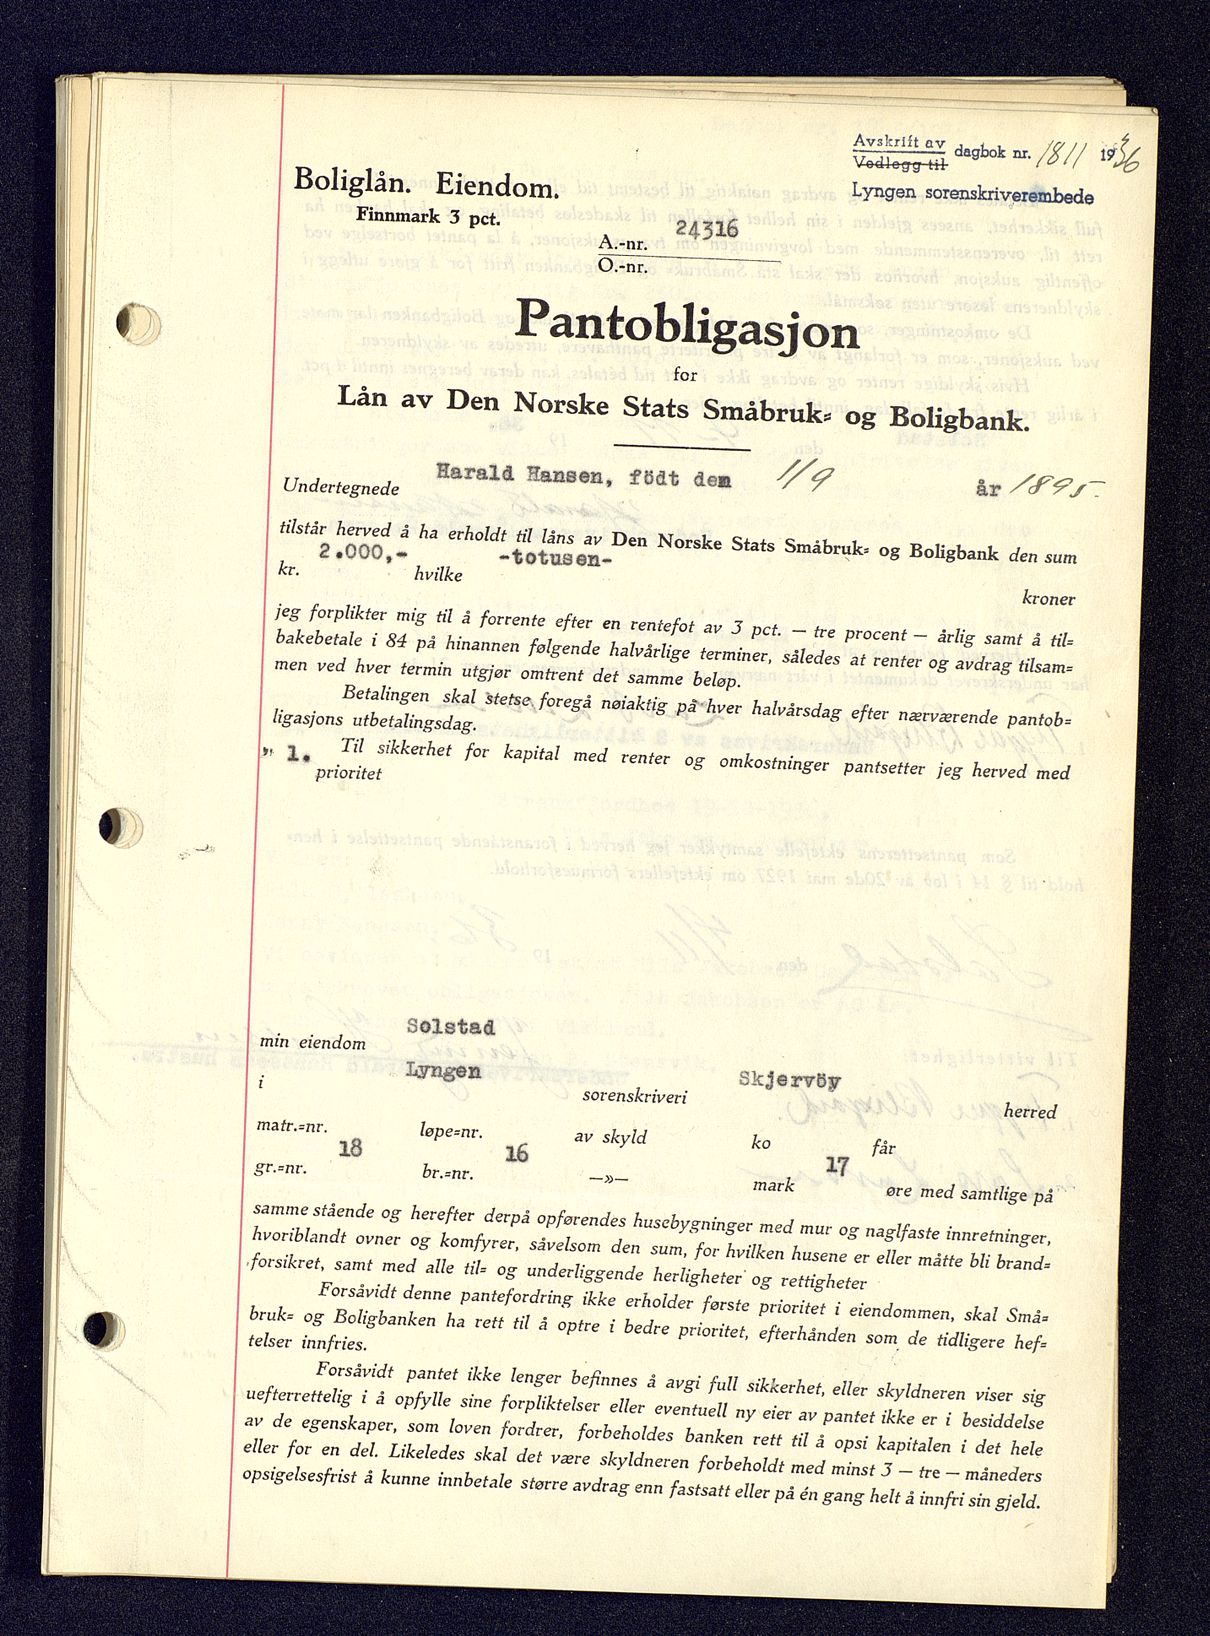 Avskrift av
Vedlegg til dagbok nr. 1811 1936
Lyngen sorenskriverembede
Boliglån. Eiendom.
Finnmark 3 pct.
A.-nr. 24316
O.-nr.
Pantobligasjon
for
Lån av Den Norske Stats Småbruk- og Boligbank.
Undertegnede Harald Hansen, födt den 1/9 år 1895.
tilstår herved å ha erholdt til låns av Den Norske Stats Småbruk- og Boligbank den sum
kr. 2.000,- hvilke -totusen- kroner
jeg forplikter mig til å forrente efter en rentefot av 3 pct. — tre procent — årlig samt å til-
bakebetale i 84 på hinannen følgende halvårlige terminer, således at renter og avdrag tilsam-
men ved hver termin utgjør omtrent det samme beløp.
Betalingen skal stetse foregå nøiaktig på hver halvårsdag efter nærværende pantob-
ligasjons utbetalingsdag.
Til sikkerhet for kapital med renter og omkostninger pantsetter jeg herved med
" 1. prioritet
min eiendom Solstad
i Lyngen sorenskriveri Skjervöy herred
matr.-nr. løpe-nr. av skyld ko får
gr.-nr. 18 br.-nr. 16 —»— mark 17 øre med samtlige på
samme stående og herefter derpå opførendes husebygninger med mur og naglfaste innretninger,
hvoriblandt ovner og komfyrer, såvelsom den sum, for hvilken husene er eller måtte bli brand-
forsikret, samt med alle til- og underliggende herligheter og rettigheter
Forsåvidt denne pantefordring ikke erholder første prioritet i eiendommen, skal Små-
bruk- og Boligbanken ha rett til å optre i bedre prioritet, efterhånden som de tidligere hef-
telser innfries.
Forsåvidt pantet ikke lenger befinnes å avgi full sikkerhet, eller skyldneren viser sig
uefterrettelig i å opfylle sine forpliktelser eller eventuell ny eier av pantet ikke er i besiddelse
av de egenskaper, som loven fordrer, forbeholdes banken rett til å opsi kapitalen i det hele
eller for en del. Likeledes skal det være skyldneren forbeholdt med minst 3 — tre — måneders
opsigelsesfrist å kunne innbetale større avdrag enn fastsatt eller på én gang helt å innfri sin gjeld.